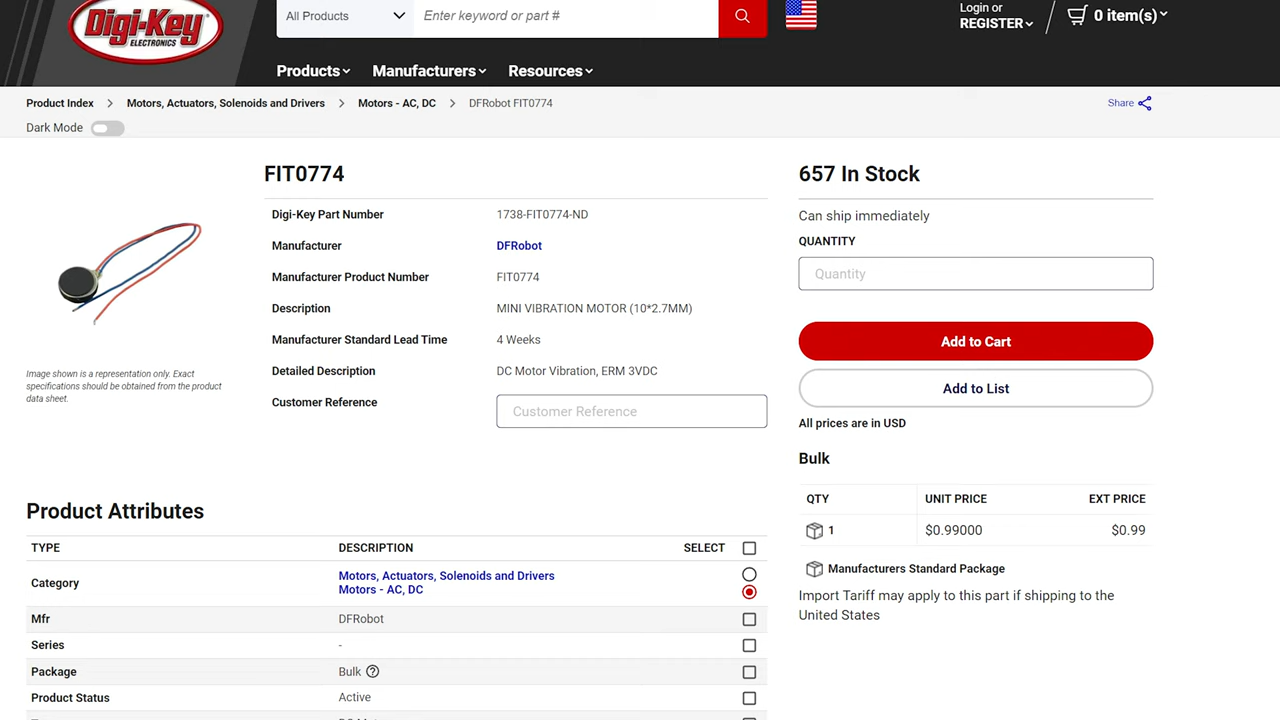 Digi-Key
ELECTRONICS
All Products
Enter keyword or part #
Login or
REGISTER
0 item(s)
Products
Manufacturers
Resources
Product Index > Motors, Actuators, Solenoids and Drivers > Motors - AC, DC > DFRobot FIT0774
Share
Dark Mode
FIT0774
Digi-Key Part Number 1738-FIT0774-ND
Manufacturer DFRobot
Manufacturer Product Number FIT0774
Description MINI VIBRATION MOTOR (10*2.7MM)
Manufacturer Standard Lead Time 4 Weeks
Detailed Description DC Motor Vibration, ERM 3VDC
Customer Reference Customer Reference
Image shown is a representation only. Exact
specifications should be obtained from the product
data sheet.
657 In Stock
Can ship immediately
QUANTITY
Quantity
Add to Cart
Add to List
All prices are in USD
Bulk
QTY UNIT PRICE EXT PRICE
1 $0.99000 $0.99
Manufacturers Standard Package
Import Tariff may apply to this part if shipping to the
United States
Product Attributes
TYPE DESCRIPTION SELECT
Category Motors, Actuators, Solenoids and Drivers
Motors - AC, DC
Mfr DFRobot
Series -
Package Bulk ?
Product Status Active